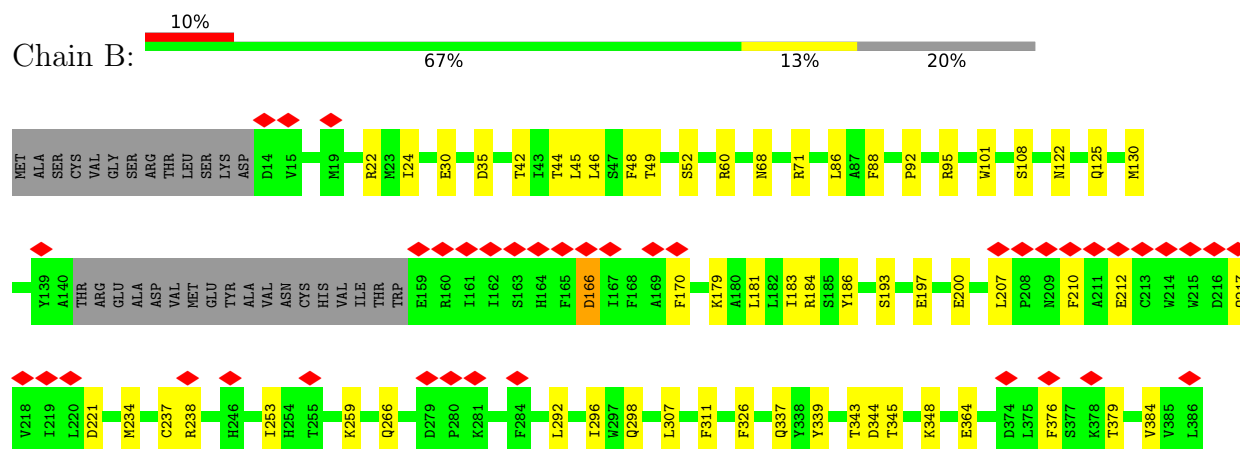 10%
Chain B:
67% 13% 20%
MET ALA SER CYS VAL GLY SER ARG THR LEU SER LYS ASP D14 V15 M19 R22 M23 I24 E30 D35 T42 I43 T44 L45 L46 S47 F48 T49 S52 R60 N68 R71 L86 A87 F88 P92 R95 W101 S108 N122 Q125 M130
Y139 A140 THR ARG GLU ALA ASP VAL MET GLU TYR ALA VAL ASN CYS HIS VAL ILE THR TRP E159 R160 I161 I162 S163 H164 F165 D166 I167 F168 A169 F170 K179 A180 L181 L182 I183 R184 S185 Y186 S193 E197 E200 L207 P208 N209 F210 A211 E212 C213 W214 W215 D216
V218 I219 L220 D221 M234 C237 R238 H246 I253 H254 T255 K259 Q266 D279 P280 K281 F284 L292 I296 W297 Q298 L307 F311 F326 Q337 Y338 Y339 T343 D344 T345 K348 E364 D374 L375 F376 S377 K378 T379 V384 V385 L386